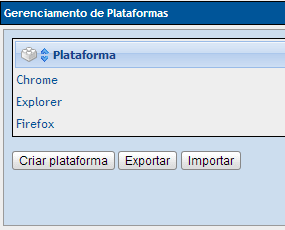 Gerenciamento de Plataformas
Plataforma
Chrome
Explorer
Firefox
Criar plataforma Exportar Importar